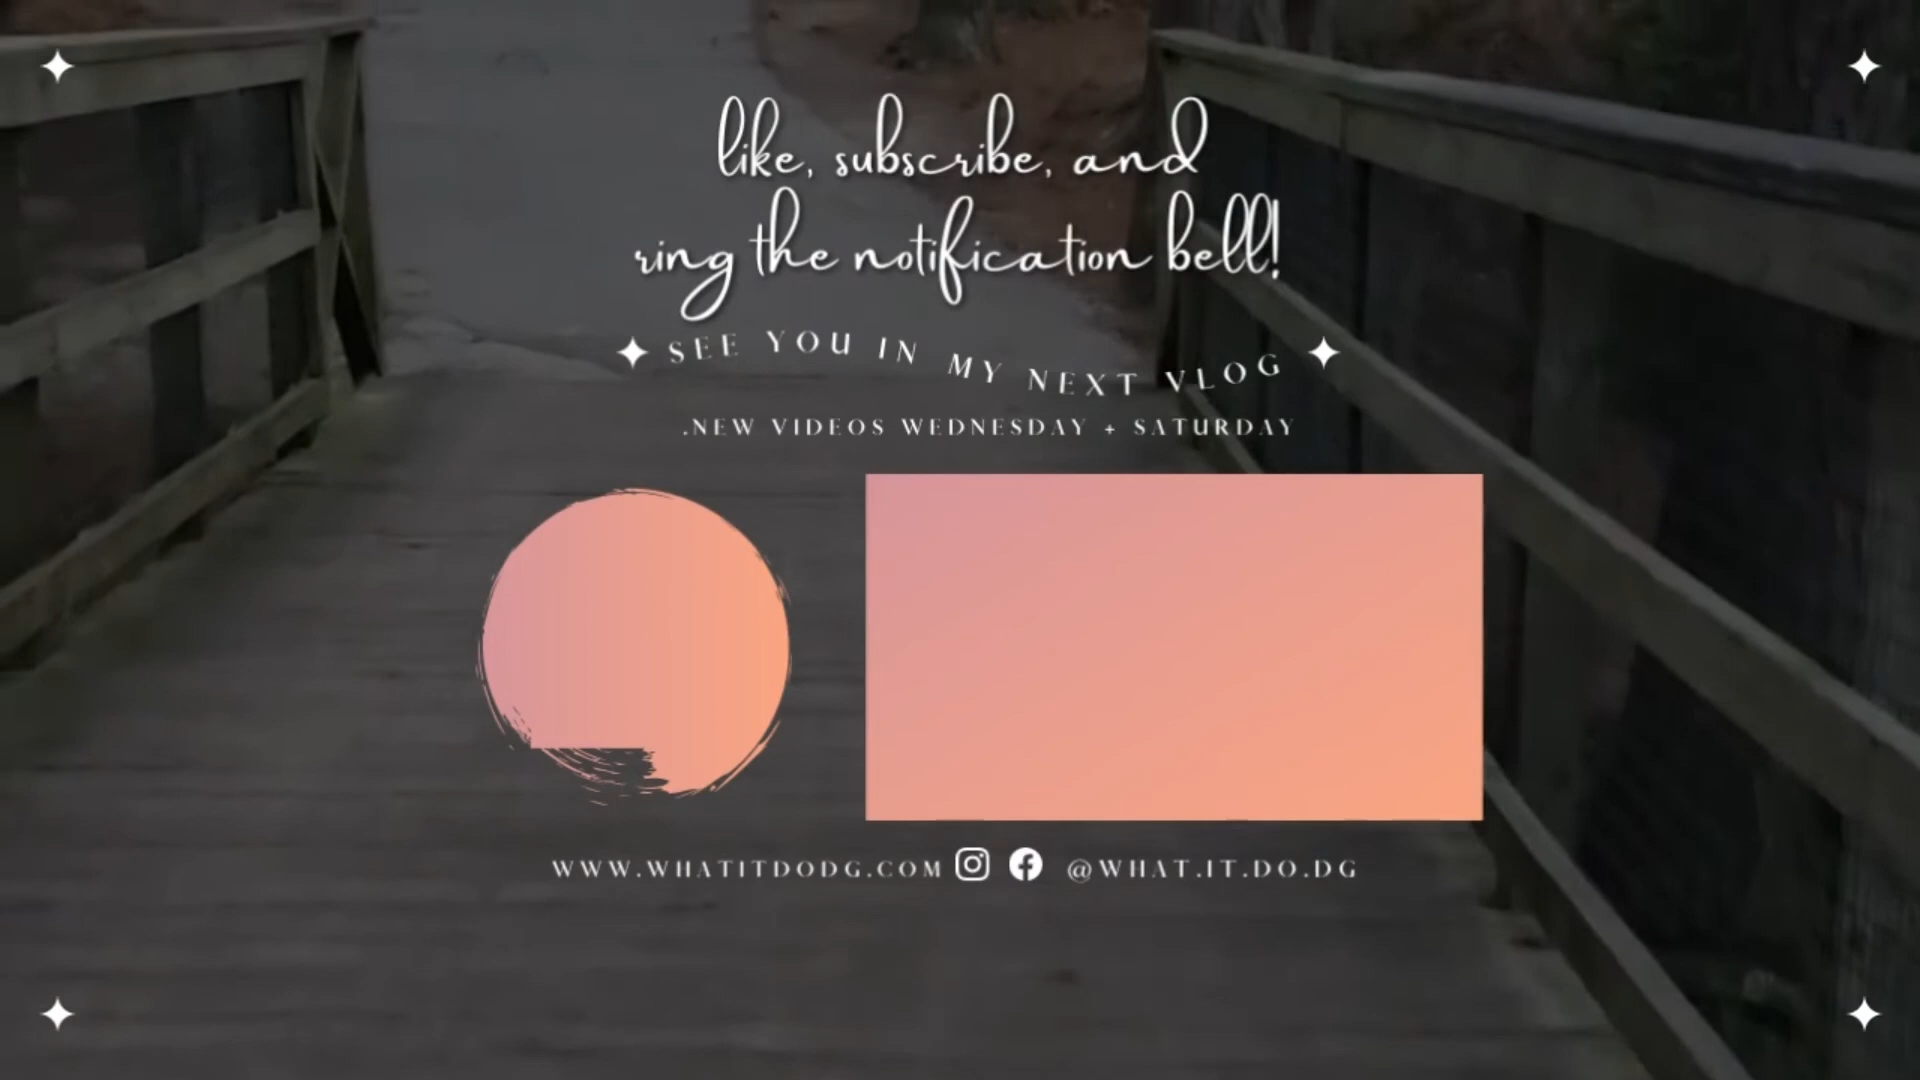 like, subscribe, and
ring the notification bell!
SEE YOU IN MY NEXT VLOG
.NEW VIDEOS WEDNESDAY + SATURDAY
WWW.WHATITDODG.COM @WHAT.IT.DO.DG